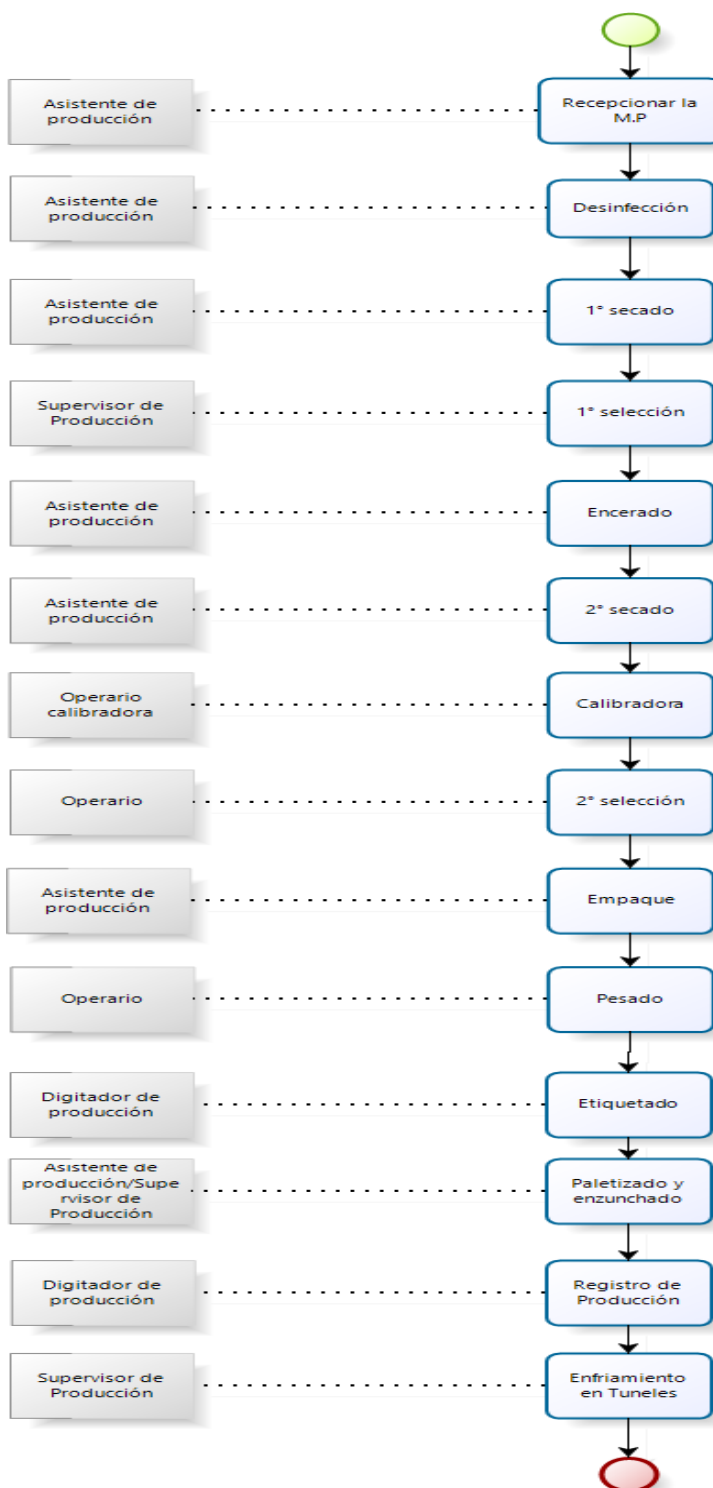 Asistente de
producción
Recepcionar la
M.P
Asistente de
producción
Desinfección
Asistente de
producción
1° secado
Supervisor de
Producción
1° selección
Asistente de
producción
Encerado
Asistente de
producción
2° secado
Operario
calibradora
Calibradora
Operario
2° selección
Asistente de
producción
Empaque
Operario
Pesado
Digitador de
producción
Etiquetado
Asistente de
producción/Supe
rvisor de
Producción
Paletizado y
enzunchado
Digitador de
producción
Registro de
Producción
Supervisor de
Producción
Enfriamiento
en Tuneles